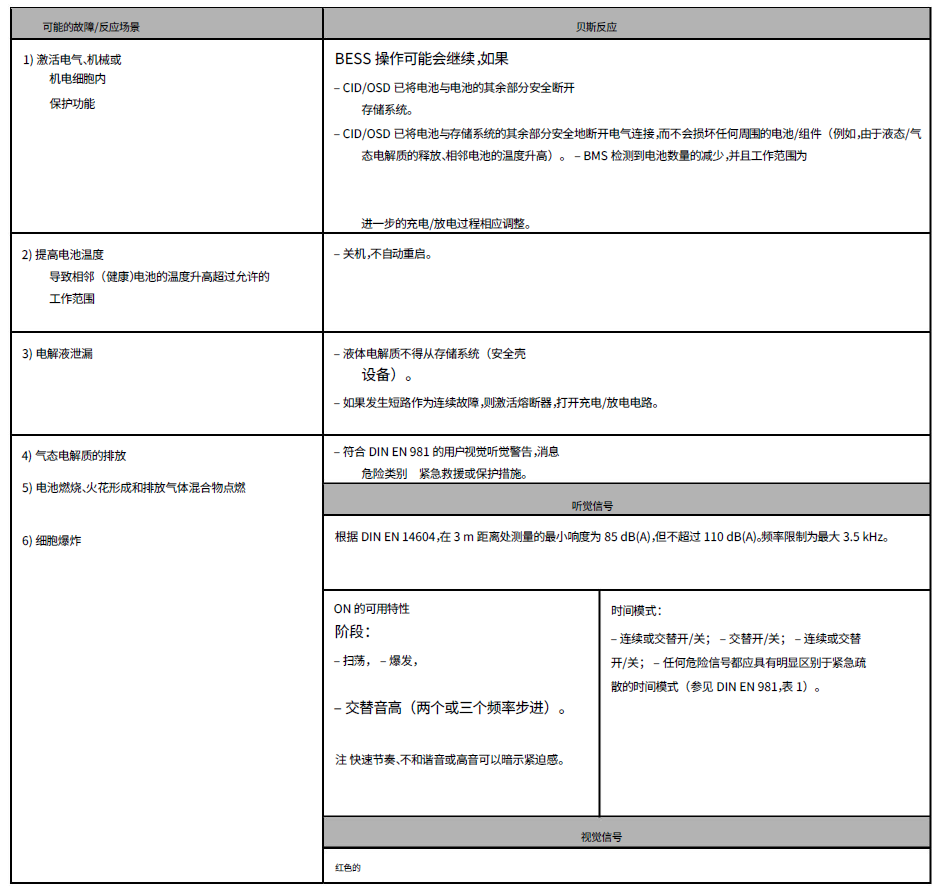 可能的故障/反应场景
贝斯反应
1) 激活电气、机械或
机电细胞内
保护功能
BESS 操作可能会继续,如果
– CID/OSD 已将电池与电池的其余部分安全断开
存储系统。
– CID/OSD 已将电池与存储系统的其余部分安全地断开电气连接,而不会损坏任何周围的电池/组件（例如,由于液态/气
态电解质的释放、相邻电池的温度升高）。 – BMS 检测到电池数量的减少,并且工作范围为
进一步的充电/放电过程相应调整。
2) 提高电池温度
导致相邻（健康）电池的温度升高超过允许的
工作范围
– 关机,不自动重启。
3) 电解液泄漏
– 液体电解质不得从存储系统（安全壳
设备）。
– 如果发生短路作为连续故障,则激活熔断器,打开充电/放电电路。
4) 气态电解质的排放
5) 电池燃烧、火花形成和排放气体混合物点燃
6) 细胞爆炸
– 符合 DIN EN 981 的用户视觉听觉警告,消息
危险类别 紧急救援或保护措施。
听觉信号
根据 DIN EN 14604,在 3 m 距离处测量的最小响度为 85 dB(A),但不超过 110 dB(A)。频率限制为最大 3.5 kHz。
ON 的可用特性
阶段：
– 扫荡， – 爆发，
– 交替音高（两个或三个频率步进）。
注 快速节奏、不和谐音或高音可以暗示紧迫感。
时间模式：
– 连续或交替开/关； – 交替开/关； – 连续或交替
开/关； – 任何危险信号都应具有明显区别于紧急疏
散的时间模式（参见 DIN EN 981,表 1）。
视觉信号
红色的